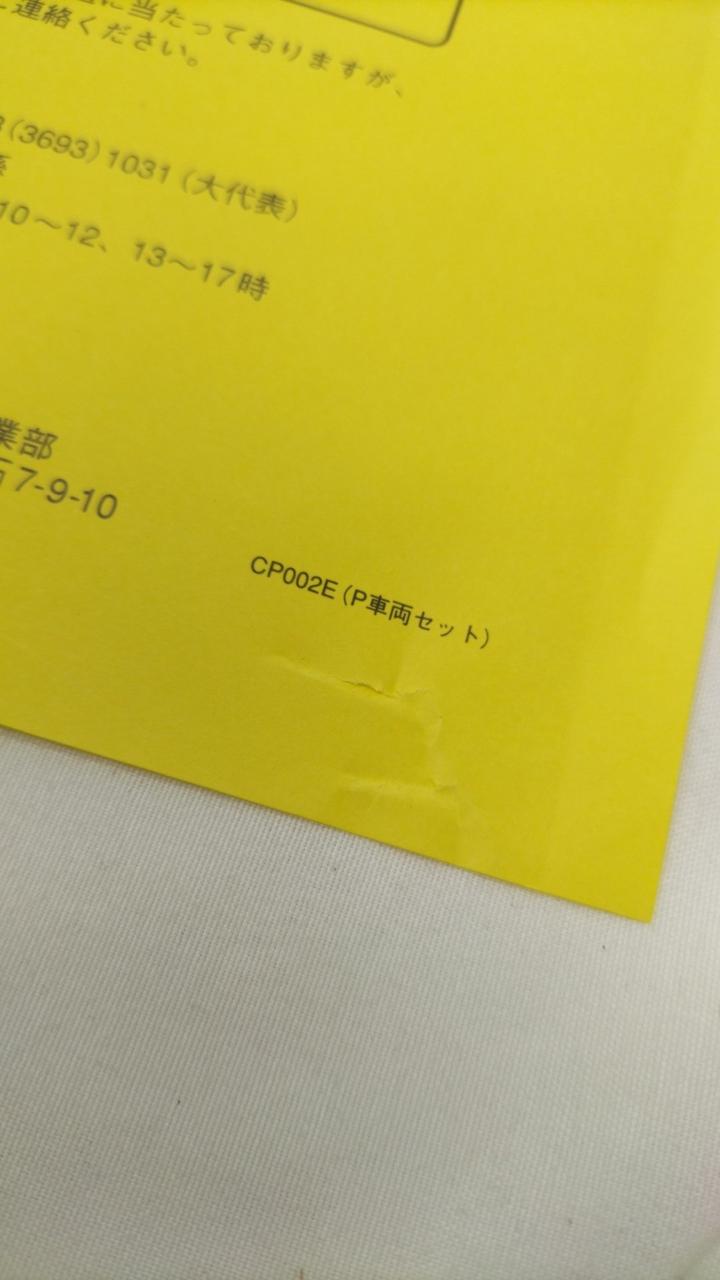 に当たっておりますが、
連絡ください。
(3693)1031(大代表)
10～12、13～17時
業部
7-9-10
CP002E(P車両セット)